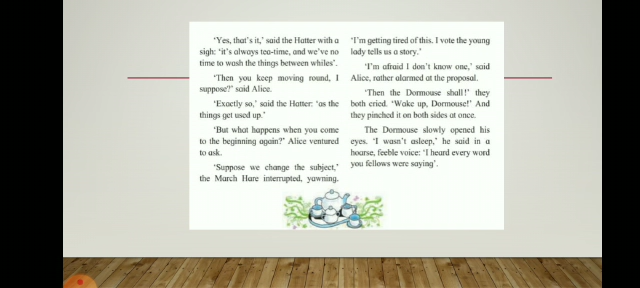 ‘Yes, that's it,’ said the Hatter with a
sigh: ‘it's always tea-time, and we've no
time to wash the things between whiles’.
‘Then you keep moving round, I
suppose?’ said Alice.
‘Exactly so,’ said the Hatter: ‘as the
things get used up.’
‘But what happens when you come
to the beginning again?’ Alice ventured
to ask.
‘Suppose we change the subject,’
the March Hare interrupted, yawning.
‘I'm getting tired of this. I vote the young
lady tells us a story.’
‘I'm afraid I don't know one,’ said
Alice, rather alarmed at the proposal.
‘Then the Dormouse shall!’ they
both cried. ‘Wake up, Dormouse!’ And
they pinched it on both sides at once.
The Dormouse slowly opened his
eyes. ‘I wasn't asleep,’ he said in a
hoarse, feeble voice: ‘I heard every word
you fellows were saying’.